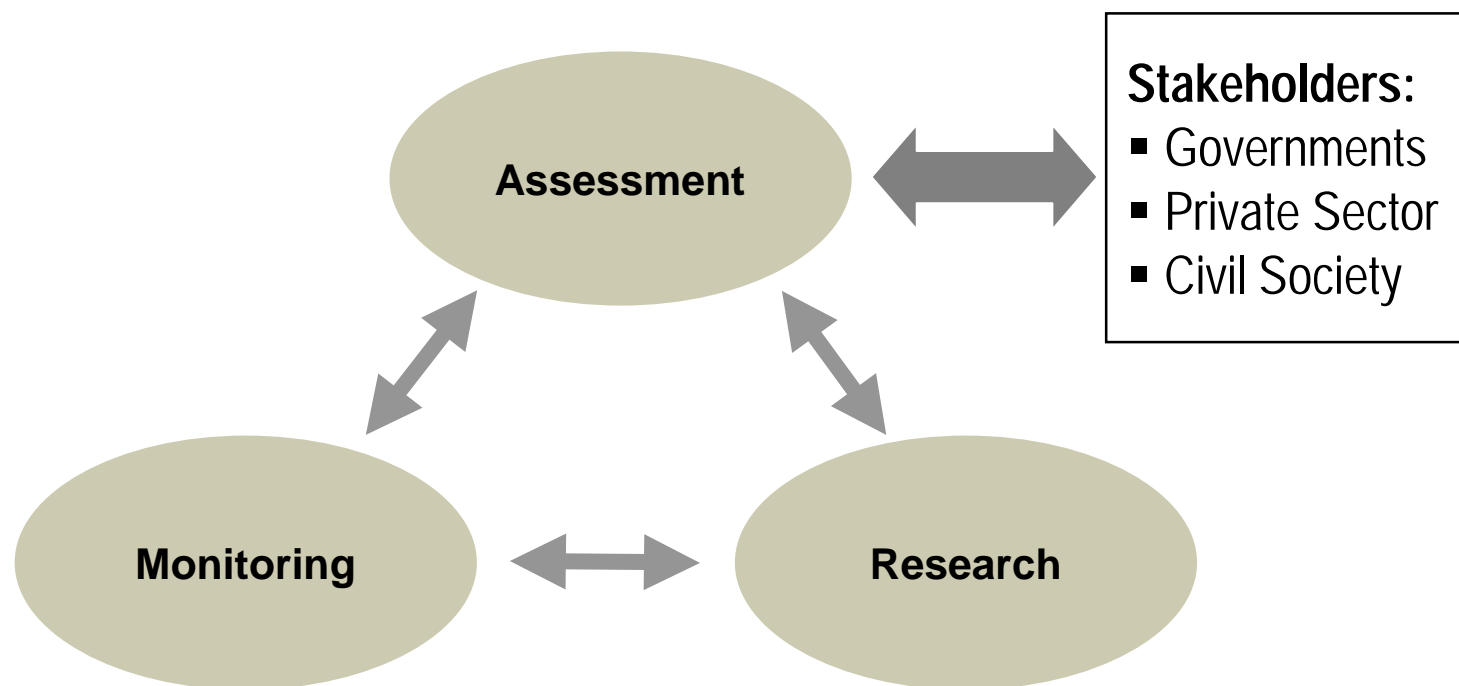 Assessment
Stakeholders:
▪ Governments
▪ Private Sector
▪ Civil Society
Monitoring
Research